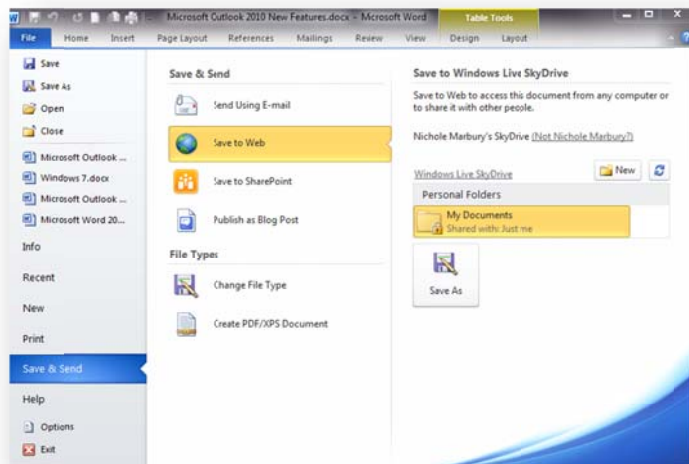 Microsoft Outlook 2010 New Features.docx - Microsoft Word
Table Tools
File Home Insert Page Layout References Mailings Review View Design Layout
Save
Save As
Open
Close
Microsoft Outlook ...
Windows 7.docx
Microsoft Outlook ...
Microsoft Word 20...
Info
Recent
New
Print
Save & Send
Help
Options
Exit
Save & Send
Send Using E-mail
Save to Web
Save to SharePoint
Publish as Blog Post
File Types
Change File Type
Create PDF/XPS Document
Save to Windows Live SkyDrive
Save to Web to access this document from any computer or
to share it with other people.
Nichole Marbury's SkyDrive (Not Nichole Marbury?)
Windows Live SkyDrive
New
Personal Folders
My Documents
Shared with: Just me
Save As